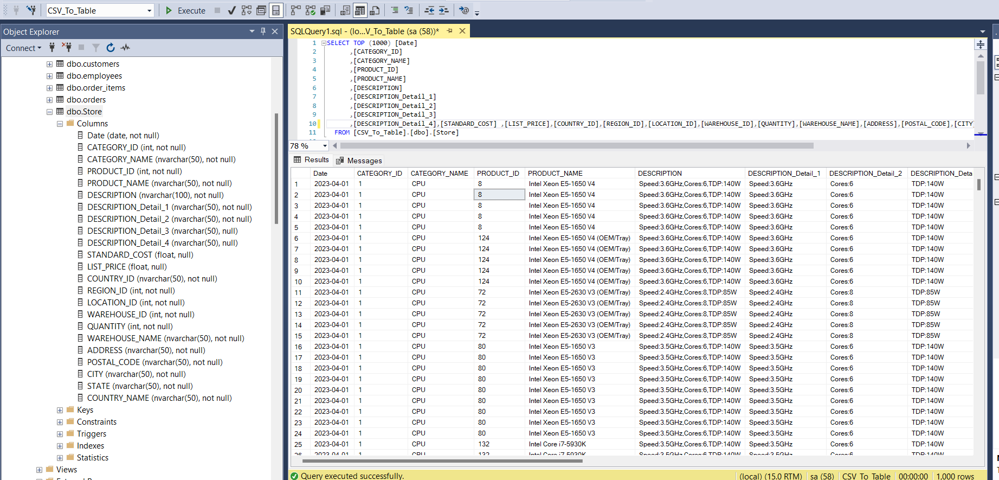 CSV_To_Table
Execute
Object Explorer
Connect
dbo.customers
dbo.employees
dbo.order_items
dbo.orders
dbo.Store
Columns
Date (date, not null)
CATEGORY_ID (int, not null)
CATEGORY_NAME (nvarchar(50), not null)
PRODUCT_ID (int, not null)
PRODUCT_NAME (nvarchar(50), not null)
DESCRIPTION (nvarchar(100), not null)
DESCRIPTION_Detail_1 (nvarchar(50), not null)
DESCRIPTION_Detail_2 (nvarchar(50), not null)
DESCRIPTION_Detail_3 (nvarchar(50), null)
DESCRIPTION_Detail_4 (nvarchar(50), null)
STANDARD_COST (float, null)
LIST_PRICE (float, null)
COUNTRY_ID (nvarchar(50), not null)
REGION_ID (int, not null)
LOCATION_ID (int, not null)
WAREHOUSE_ID (int, not null)
QUANTITY (int, not null)
WAREHOUSE_NAME (nvarchar(50), not null)
ADDRESS (nvarchar(50), not null)
POSTAL_CODE (nvarchar(50), not null)
CITY (nvarchar(50), not null)
STATE (nvarchar(50), not null)
COUNTRY_NAME (nvarchar(50), not null)
Keys
Constraints
Triggers
Indexes
Statistics
Views
SQLQuery1.sql - (lo...V_To_Table (sa (58))*
1 SELECT TOP (1000) [Date]
2 ,[CATEGORY_ID]
3 ,[CATEGORY_NAME]
4 ,[PRODUCT_ID]
5 ,[PRODUCT_NAME]
6 ,[DESCRIPTION]
7 ,[DESCRIPTION_Detail_1]
8 ,[DESCRIPTION_Detail_2]
9 ,[DESCRIPTION_Detail_3]
10 ,[DESCRIPTION_Detail_4],[STANDARD_COST] ,[LIST_PRICE],[COUNTRY_ID],[REGION_ID],[LOCATION_ID],[WAREHOUSE_ID],[QUANTITY],[WAREHOUSE_NAME],[ADDRESS],[POSTAL_CODE],[CITY
11 FROM [CSV_To_Table].[dbo].[Store]
78 %
Results Messages
Date CATEGORY_ID CATEGORY_NAME PRODUCT_ID PRODUCT_NAME DESCRIPTION DESCRIPTION_Detail_1 DESCRIPTION_Detail_2 DESCRIPTION_Deta
1 2023-04-01 1 CPU 8 Intel Xeon E5-1650 V4 Speed:3.6GHz,Cores:6,TDP:140W Speed:3.6GHz Cores:6 TDP:140W
2 2023-04-01 1 CPU 8 Intel Xeon E5-1650 V4 Speed:3.6GHz,Cores:6,TDP:140W Speed:3.6GHz Cores:6 TDP:140W
3 2023-04-01 1 CPU 8 Intel Xeon E5-1650 V4 Speed:3.6GHz,Cores:6,TDP:140W Speed:3.6GHz Cores:6 TDP:140W
4 2023-04-01 1 CPU 8 Intel Xeon E5-1650 V4 Speed:3.6GHz,Cores:6,TDP:140W Speed:3.6GHz Cores:6 TDP:140W
5 2023-04-01 1 CPU 8 Intel Xeon E5-1650 V4 Speed:3.6GHz,Cores:6,TDP:140W Speed:3.6GHz Cores:6 TDP:140W
6 2023-04-01 1 CPU 124 Intel Xeon E5-1650 V4 (OEM/Tray) Speed:3.6GHz,Cores:6,TDP:140W Speed:3.6GHz Cores:6 TDP:140W
7 2023-04-01 1 CPU 124 Intel Xeon E5-1650 V4 (OEM/Tray) Speed:3.6GHz,Cores:6,TDP:140W Speed:3.6GHz Cores:6 TDP:140W
8 2023-04-01 1 CPU 124 Intel Xeon E5-1650 V4 (OEM/Tray) Speed:3.6GHz,Cores:6,TDP:140W Speed:3.6GHz Cores:6 TDP:140W
9 2023-04-01 1 CPU 124 Intel Xeon E5-1650 V4 (OEM/Tray) Speed:3.6GHz,Cores:6,TDP:140W Speed:3.6GHz Cores:6 TDP:140W
10 2023-04-01 1 CPU 124 Intel Xeon E5-1650 V4 (OEM/Tray) Speed:3.6GHz,Cores:6,TDP:140W Speed:3.6GHz Cores:6 TDP:140W
11 2023-04-01 1 CPU 72 Intel Xeon E5-2630 V3 (OEM/Tray) Speed:2.4GHz,Cores:8,TDP:85W Speed:2.4GHz Cores:8 TDP:85W
12 2023-04-01 1 CPU 72 Intel Xeon E5-2630 V3 (OEM/Tray) Speed:2.4GHz,Cores:8,TDP:85W Speed:2.4GHz Cores:8 TDP:85W
13 2023-04-01 1 CPU 72 Intel Xeon E5-2630 V3 (OEM/Tray) Speed:2.4GHz,Cores:8,TDP:85W Speed:2.4GHz Cores:8 TDP:85W
14 2023-04-01 1 CPU 72 Intel Xeon E5-2630 V3 (OEM/Tray) Speed:2.4GHz,Cores:8,TDP:85W Speed:2.4GHz Cores:8 TDP:85W
15 2023-04-01 1 CPU 72 Intel Xeon E5-2630 V3 (OEM/Tray) Speed:2.4GHz,Cores:8,TDP:85W Speed:2.4GHz Cores:8 TDP:85W
16 2023-04-01 1 CPU 80 Intel Xeon E5-1650 V3 Speed:3.5GHz,Cores:6,TDP:140W Speed:3.5GHz Cores:6 TDP:140W
17 2023-04-01 1 CPU 80 Intel Xeon E5-1650 V3 Speed:3.5GHz,Cores:6,TDP:140W Speed:3.5GHz Cores:6 TDP:140W
18 2023-04-01 1 CPU 80 Intel Xeon E5-1650 V3 Speed:3.5GHz,Cores:6,TDP:140W Speed:3.5GHz Cores:6 TDP:140W
19 2023-04-01 1 CPU 80 Intel Xeon E5-1650 V3 Speed:3.5GHz,Cores:6,TDP:140W Speed:3.5GHz Cores:6 TDP:140W
20 2023-04-01 1 CPU 80 Intel Xeon E5-1650 V3 Speed:3.5GHz,Cores:6,TDP:140W Speed:3.5GHz Cores:6 TDP:140W
21 2023-04-01 1 CPU 80 Intel Xeon E5-1650 V3 Speed:3.5GHz,Cores:6,TDP:140W Speed:3.5GHz Cores:6 TDP:140W
22 2023-04-01 1 CPU 80 Intel Xeon E5-1650 V3 Speed:3.5GHz,Cores:6,TDP:140W Speed:3.5GHz Cores:6 TDP:140W
23 2023-04-01 1 CPU 80 Intel Xeon E5-1650 V3 Speed:3.5GHz,Cores:6,TDP:140W Speed:3.5GHz Cores:6 TDP:140W
24 2023-04-01 1 CPU 80 Intel Xeon E5-1650 V3 Speed:3.5GHz,Cores:6,TDP:140W Speed:3.5GHz Cores:6 TDP:140W
25 2023-04-01 1 CPU 132 Intel Core i7-5930K Speed:3.5GHz,Cores:6,TDP:140W Speed:3.5GHz Cores:6 TDP:140W
26 2023-04-01 1 CPU 132 Intel Core i7-5930K Speed:3.5GHz,Cores:6,TDP:140W Speed:3.5GHz Cores:6 TDP:140W
Query executed successfully. (local) (15.0 RTM) sa (58) CSV_To_Table 00:00:00 1,000 rows